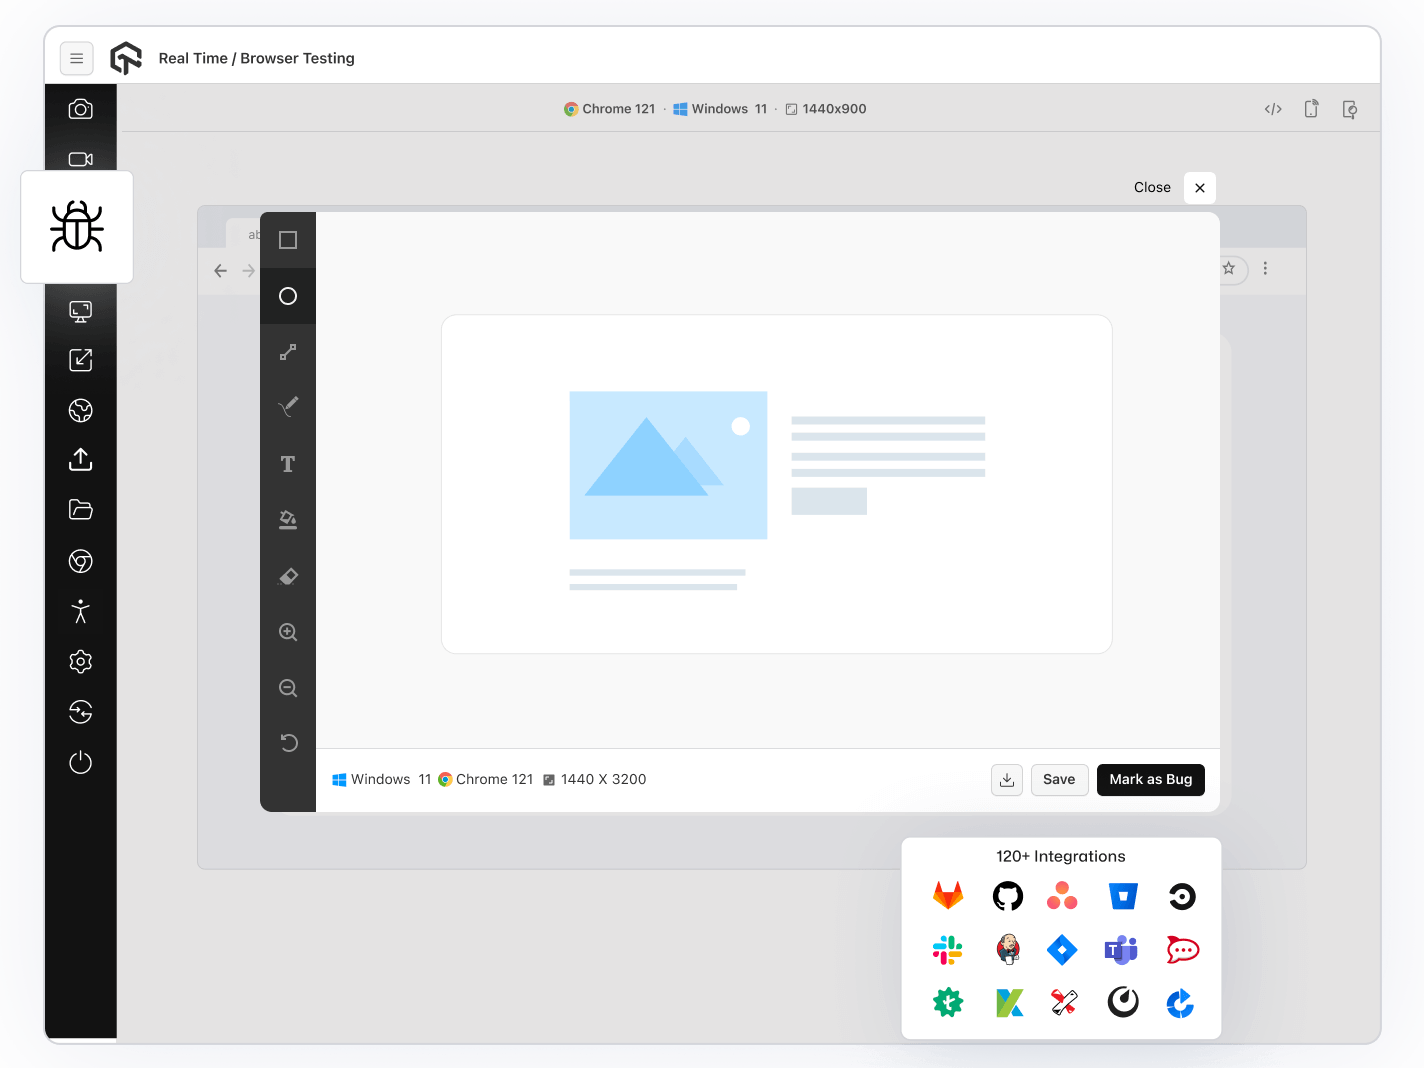 Real Time / Browser Testing
Chrome 121 · Windows 11 · 1440x900
Close
ab
T
Windows 11 Chrome 121 1440 X 3200
Save
Mark as Bug
120+ Integrations